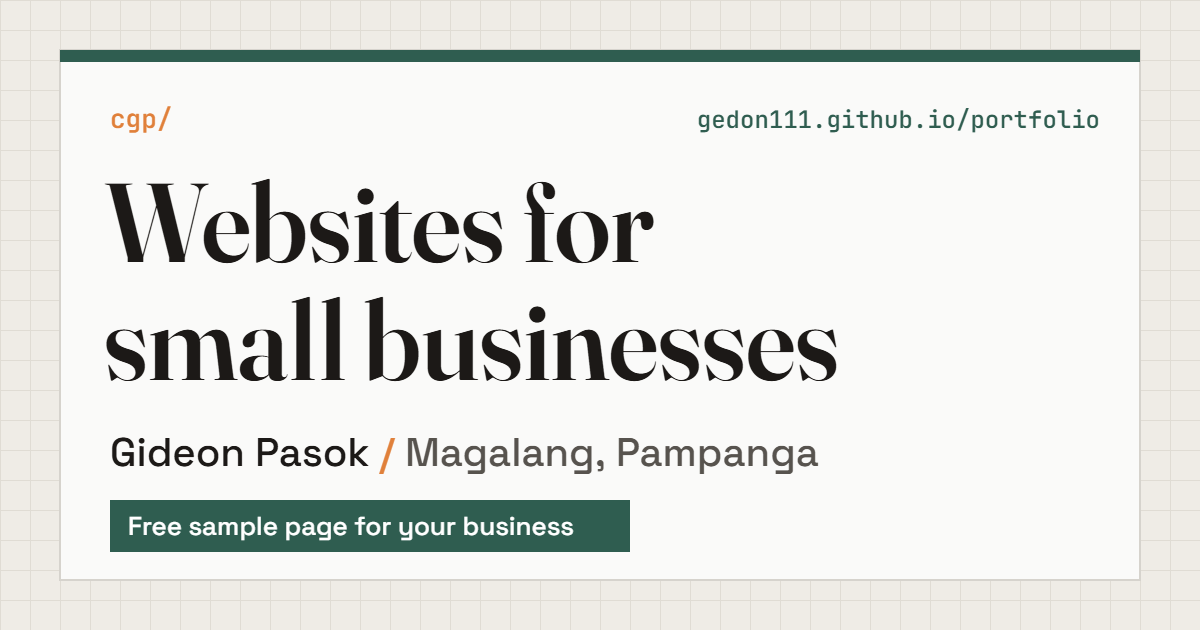 cgp/
gedon111.github.io/portfolio
Websites for
small businesses
Gideon Pasok / Magalang, Pampanga
Free sample page for your business